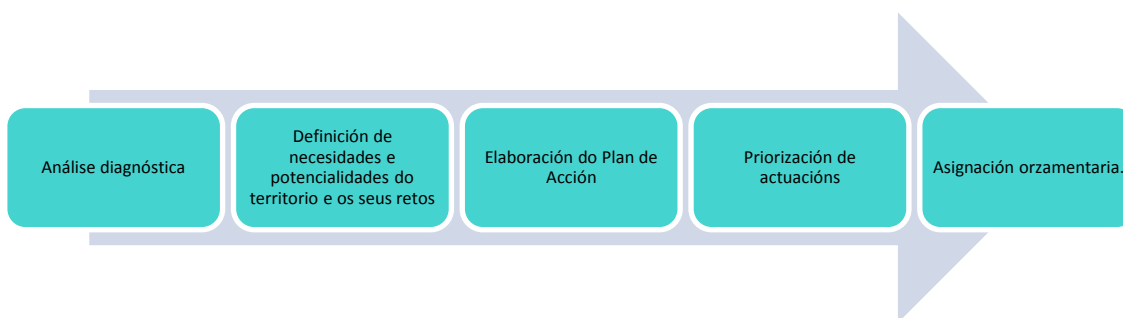 Análise diagnóstica
Definición de
necesidades e
potencialidades do
territorio e os seus retos
Elaboración do Plan de
Acción
Priorización de
actuacións
Asignación orzamentaria.